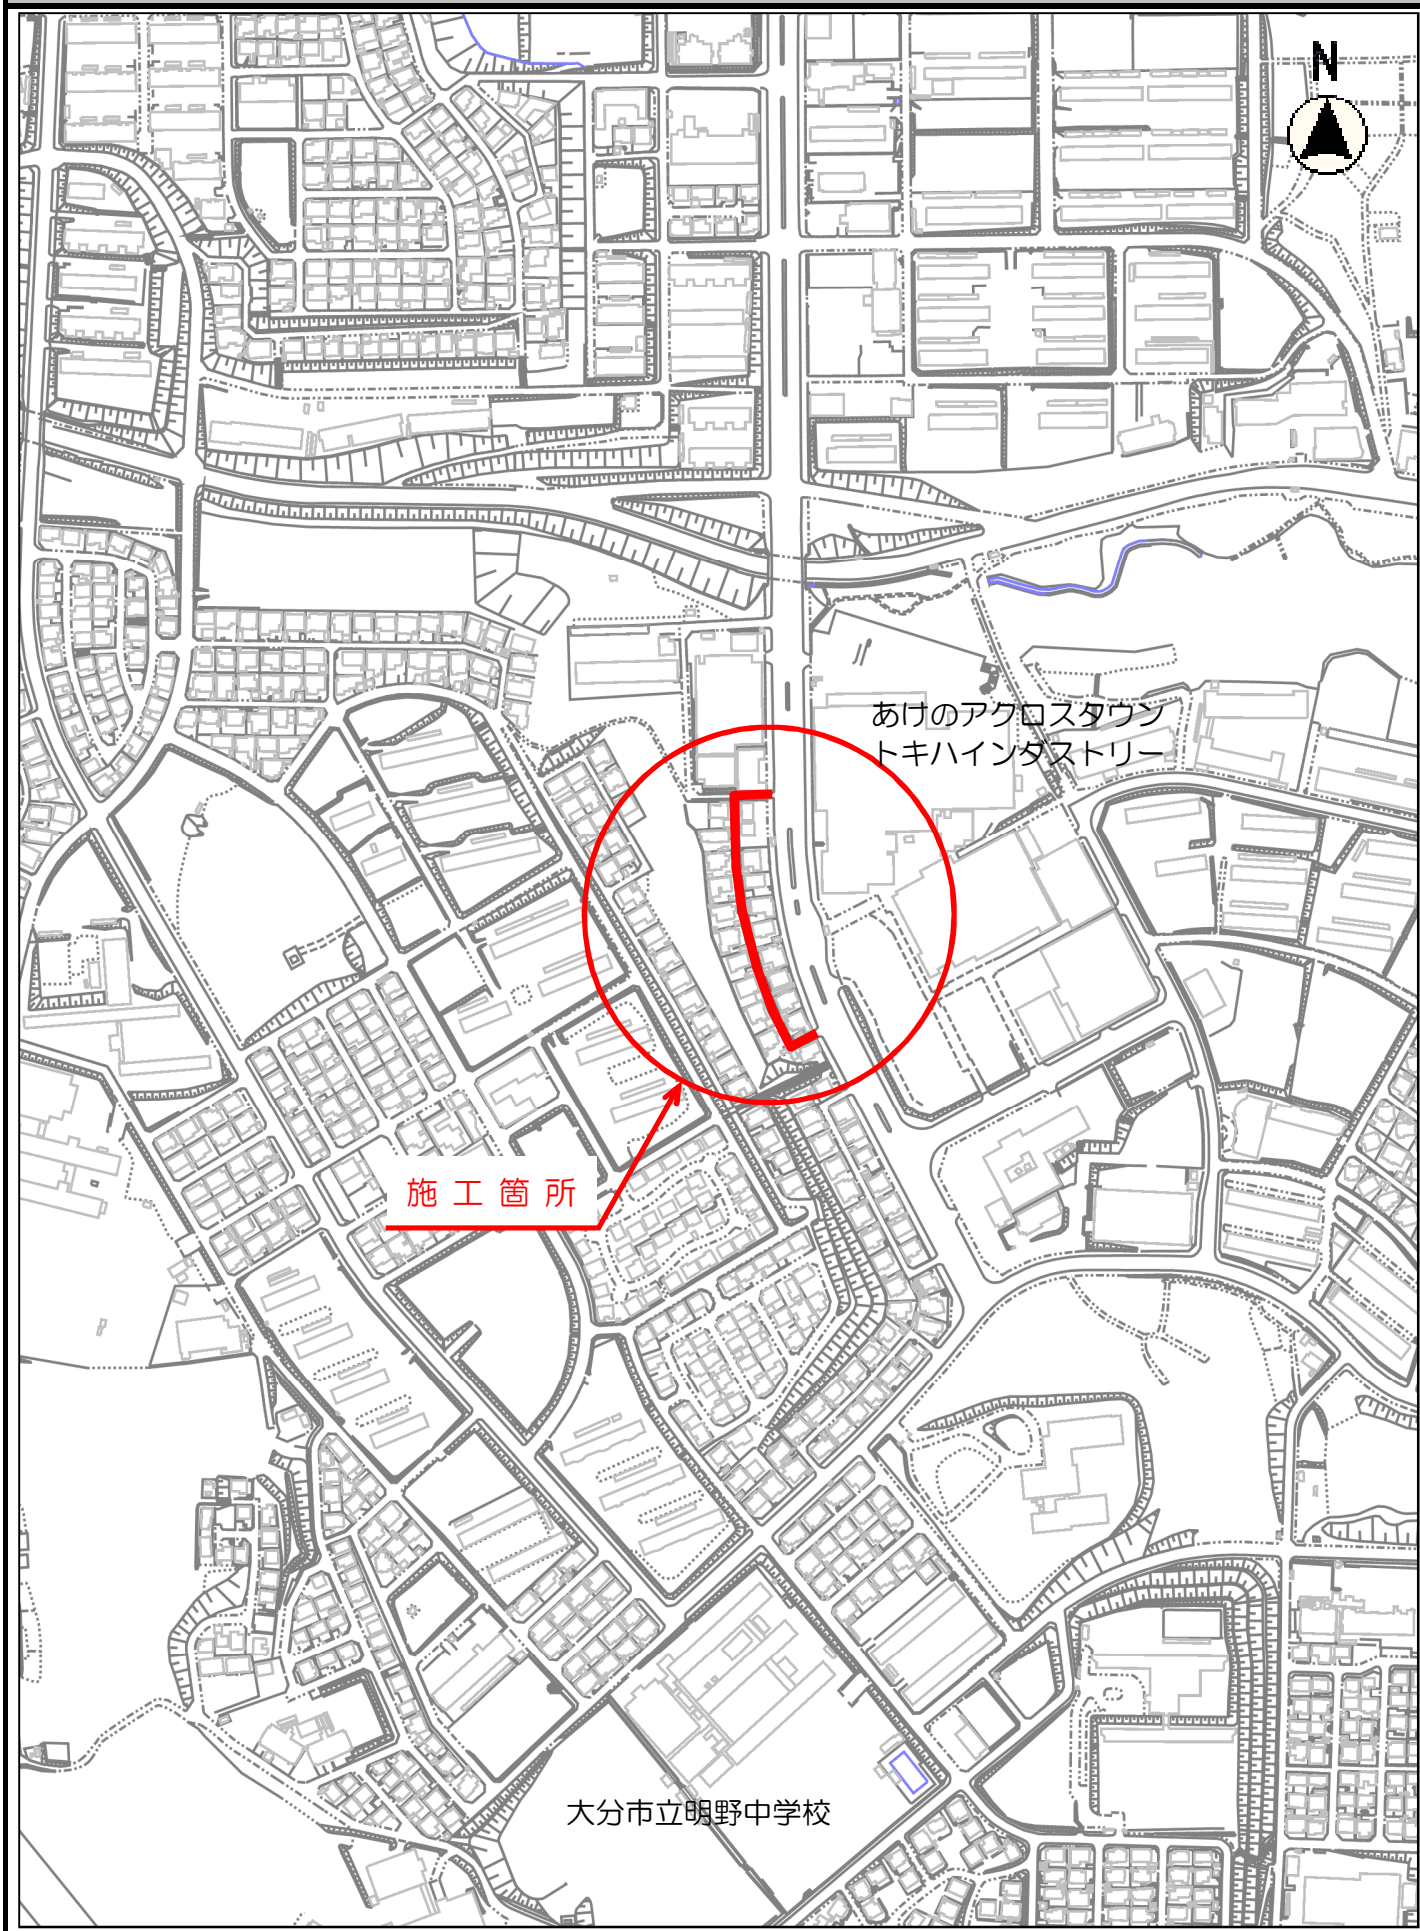 N
あけのアクロスタウン
トキハインダストリー
施工箇所
大分市立明野中学校